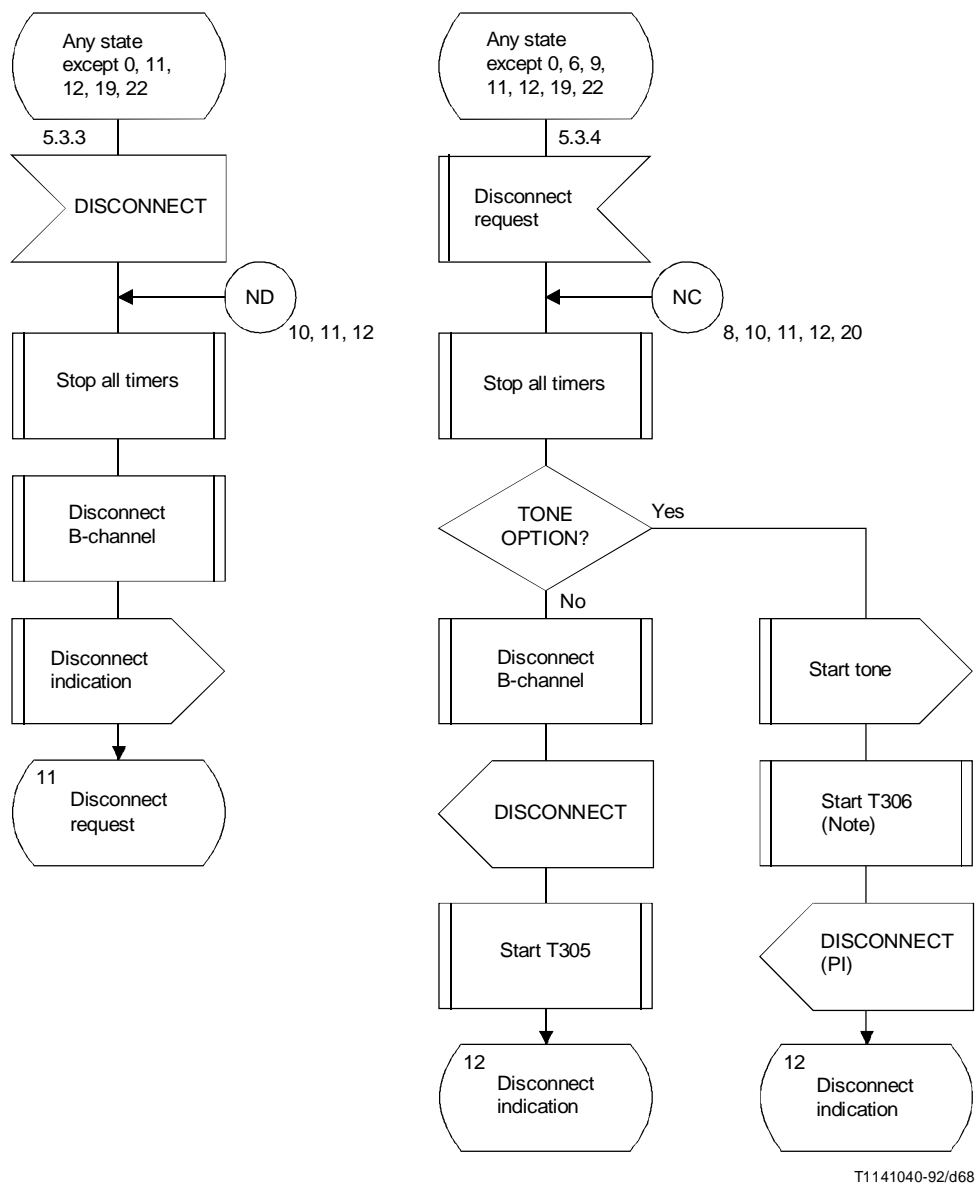 Any state
except 0, 11,
12, 19, 22
5.3.3
DISCONNECT
ND
10, 11, 12
Stop all timers
Disconnect
B-channel
Disconnect
indication
11
Disconnect
request
Any state
except 0, 6, 9,
11, 12, 19, 22
5.3.4
Disconnect
request
NC
8, 10, 11, 12, 20
Stop all timers
TONE
OPTION?
Yes
No
Disconnect
B-channel
DISCONNECT
Start T305
12
Disconnect
indication
Start tone
Start T306
(Note)
DISCONNECT
(PI)
12
Disconnect
indication
T1141040-92/d68